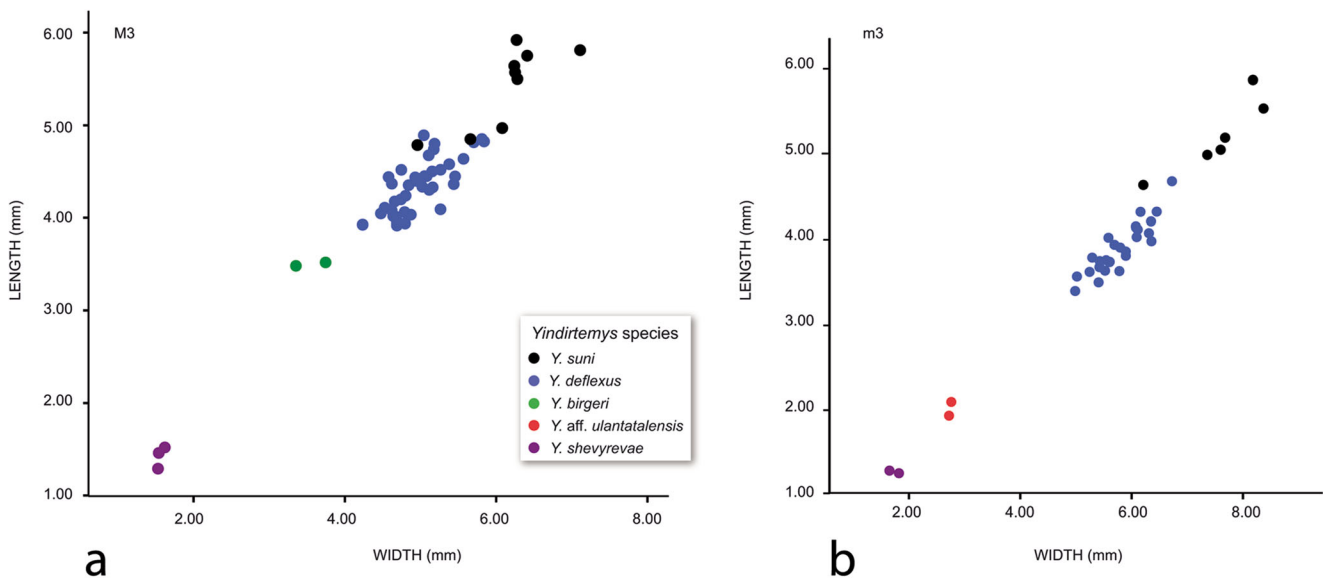 M3
6.00
5.00
4.00
3.00
2.00
1.00
LENGTH (mm)
2.00 4.00 6.00 8.00
WIDTH (mm)
a
Yindirtemys species
Y. suni
Y. deflexus
Y. birgeri
Y. aff. ulantatalensis
Y. shevyrevae
m3
6.00
5.00
4.00
3.00
2.00
1.00
LENGTH (mm)
2.00 4.00 6.00 8.00
WIDTH (mm)
b